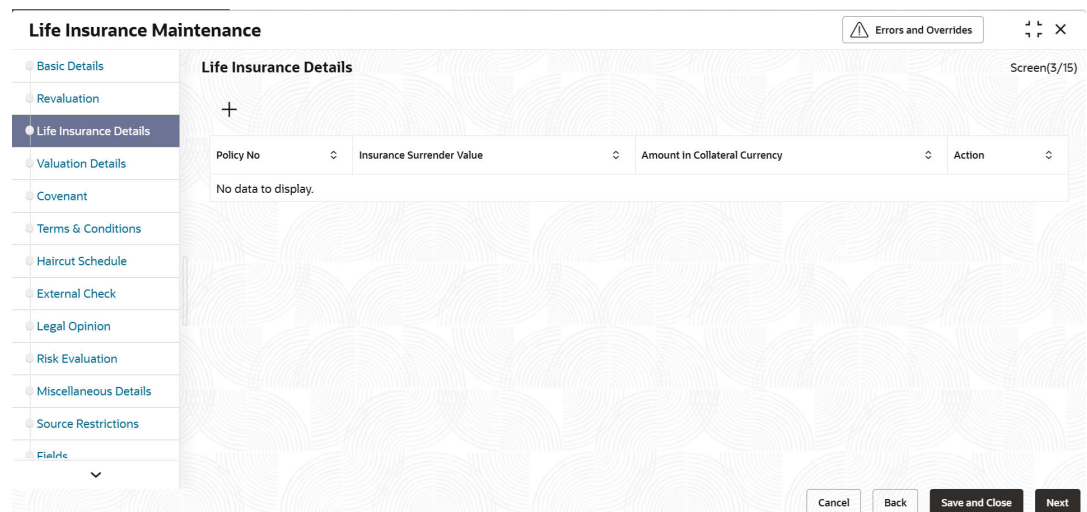 Life Insurance Maintenance
Errors and Overrides
Basic Details
Revaluation
Life Insurance Details
Valuation Details
Covenant
Terms & Conditions
Haircut Schedule
External Check
Legal Opinion
Risk Evaluation
Miscellaneous Details
Source Restrictions
Fields
Life Insurance Details
Screen(3/15)
Policy No Insurance Surrender Value Amount in Collateral Currency Action
No data to display.
Cancel Back Save and Close Next